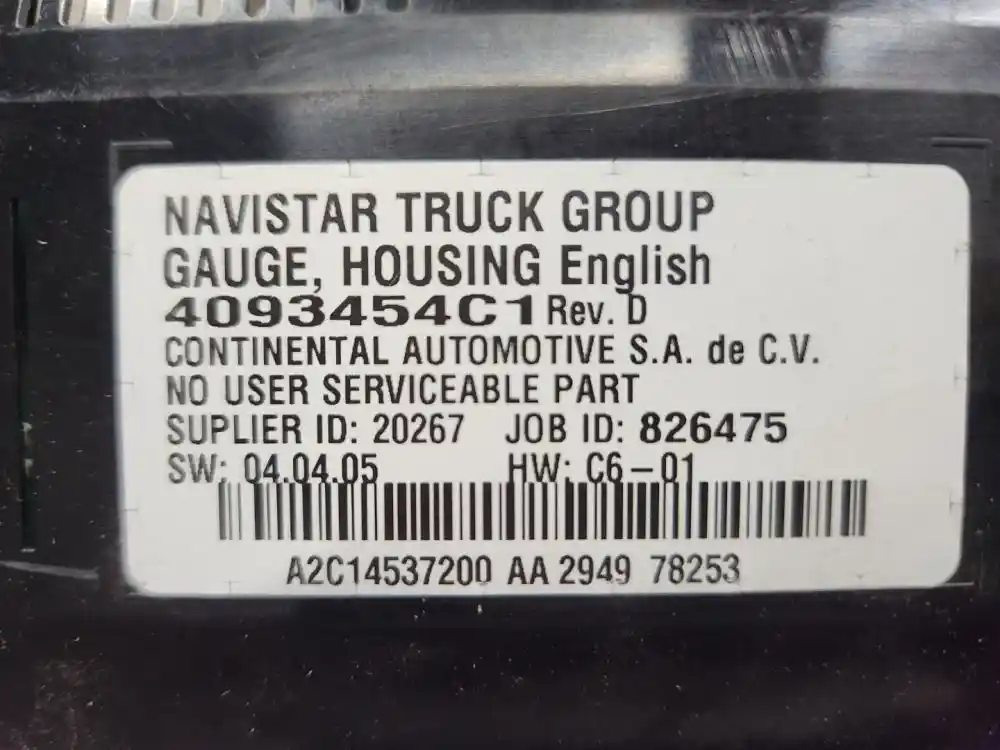 NAVISTAR TRUCK GROUP
GAUGE, HOUSING English
4093454C1 Rev. D
CONTINENTAL AUTOMOTIVE S.A. de C.V.
NO USER SERVICEABLE PART
SUPLIER ID: 20267 JOB ID: 826475
SW: 04.04.05 HW: C6-01
A2C14537200 AA 2949 78253